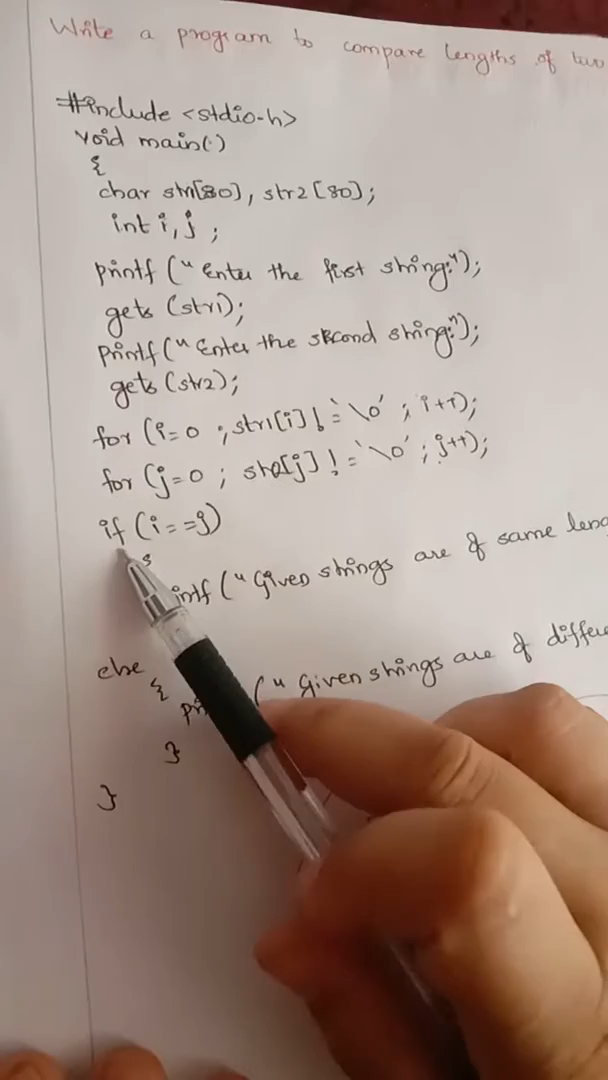 Write a program to compare lengths of two
#include <stdio-h>
void main()
{
char str1[80], str2 [80];
int i, j ;
printf ("Enter the first string:");
gets (str1);
printf ("Enter the second string:");
gets (str2);
for (i=0 ; str1[i] != '\0' ; i++);
for (j=0 ; str2[j] != '\0' ; j++);
if (i==j)
("Given strings are of same
else
{
(" Given strings are of
}
}